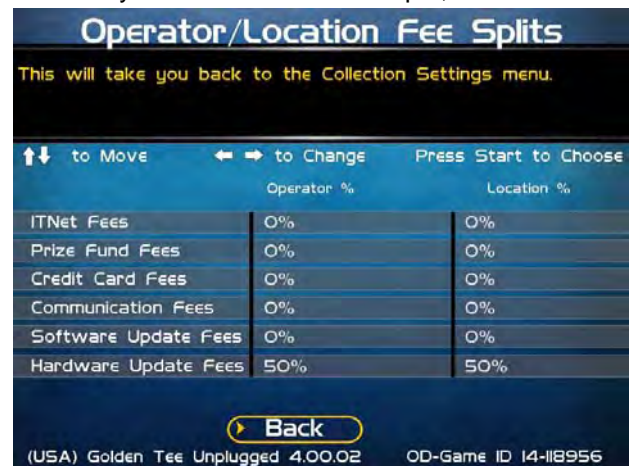 Operator/Location Fee Splits
This will take you back to the Collection Settings menu.
to Move to Change Press Start to Choose
Operator % Location %
ITNet Fees 0% 0%
Prize Fund Fees 0% 0%
Credit Card Fees 0% 0%
Communication Fees 0% 0%
Software Update Fees 0% 0%
Hardware Update Fees 50% 50%
Back
(USA) Golden Tee Unplugged 4.00.02 OD-Game ID 14-118956